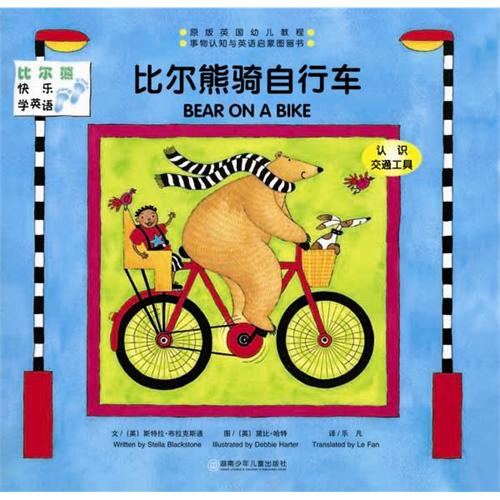 原版英国幼儿教程
事物认知与英语启蒙图画书
比尔熊
快乐
学英语
比尔熊骑自行车
BEAR ON A BIKE
认识
交通工具
文/(英)斯特拉·布拉克斯通 图/(英)黛比·哈特 译/乐凡
Written by Stella Blackstone Illustrated by Debbie Harter Translated by Le Fan
湖南少年儿童出版社